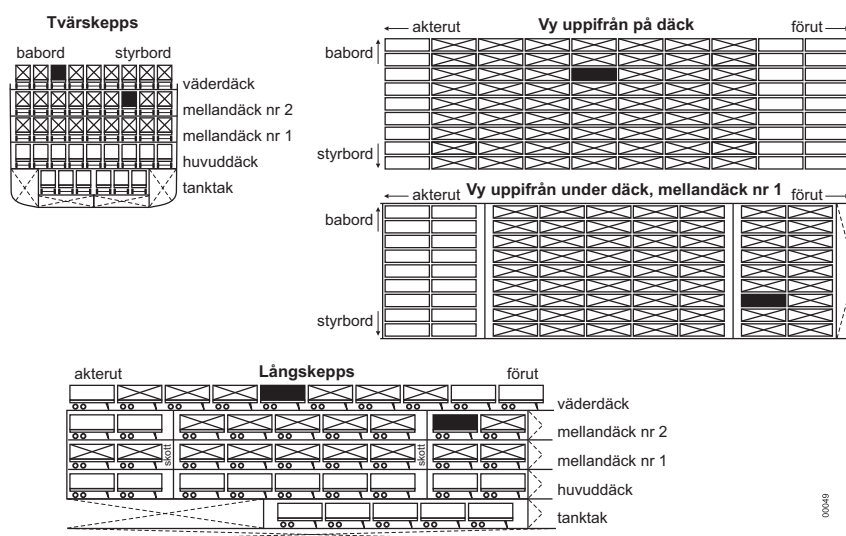 Tvärskepps
babord styrbord
väderdäck
mellandäck nr 2
mellandäck nr 1
huvuddäck
tanktak
akterut Vy uppifrån på däck förut
babord
styrbord
akterut Vy uppifrån under däck, mellandäck nr 1 förut
babord
styrbord
akterut Långskepps förut
väderdäck
skott skott
mellandäck nr 2
mellandäck nr 1
huvuddäck
tanktak
00049